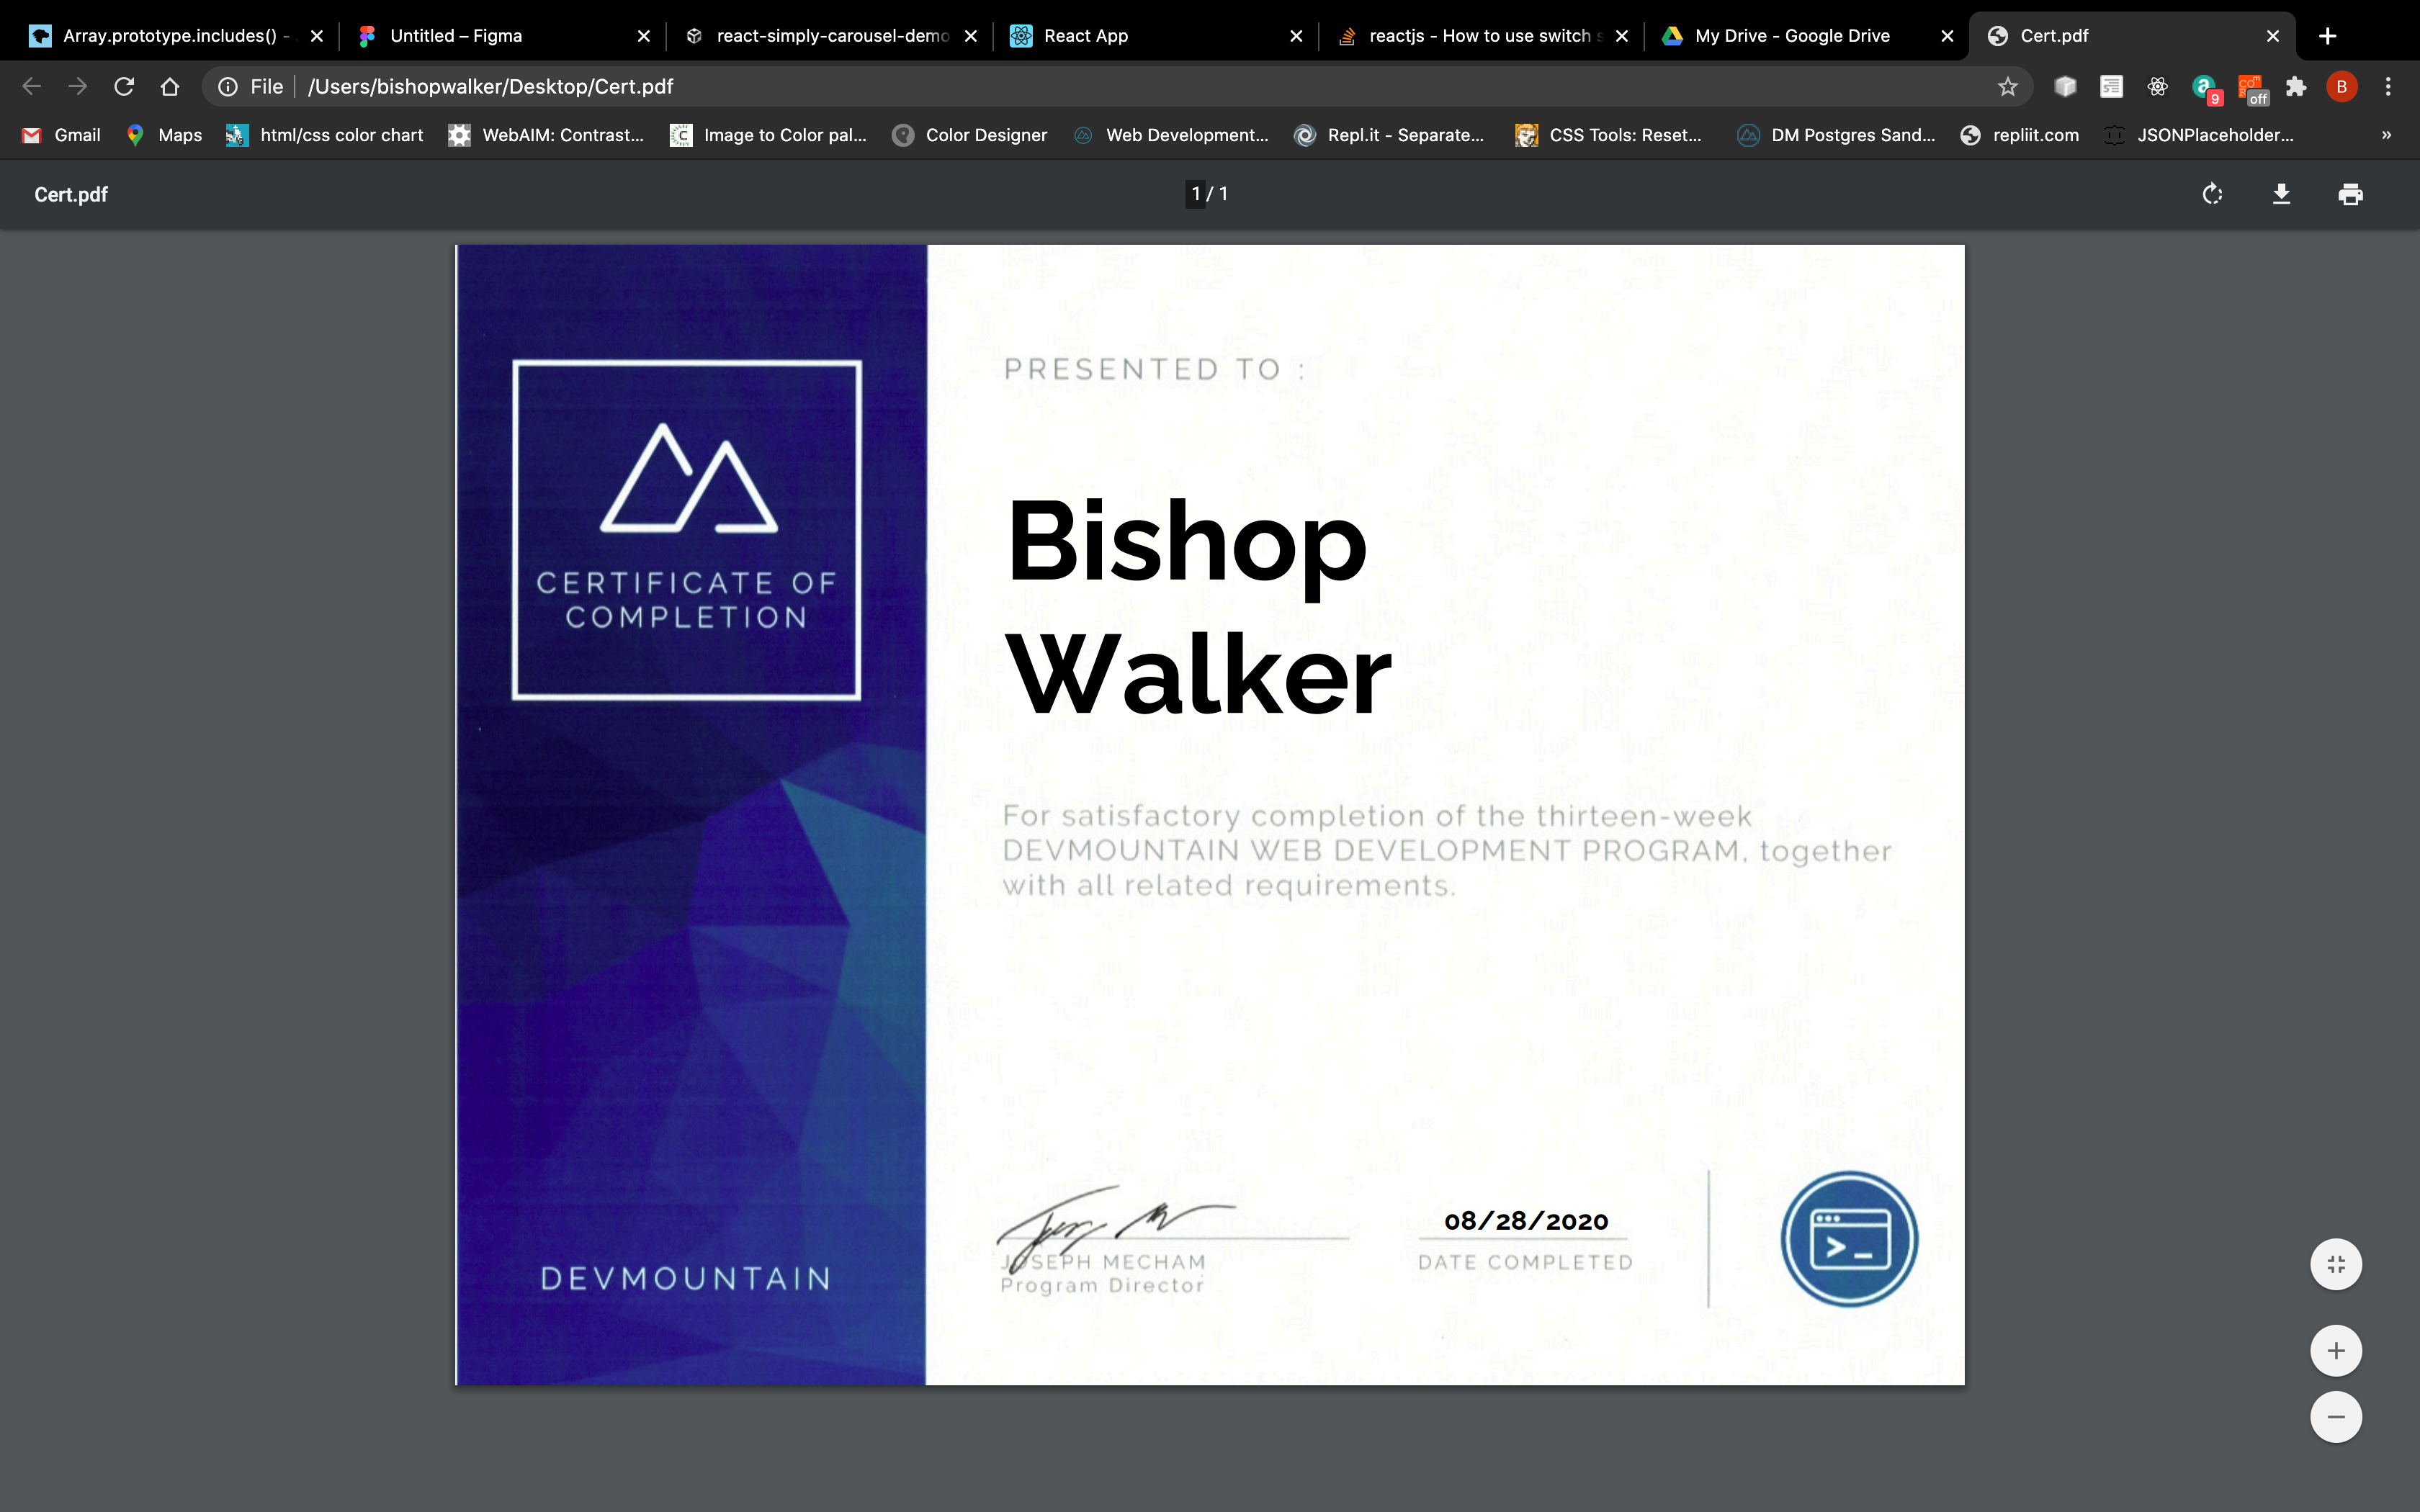 Array.prototype.includes() -
Untitled – Figma
react-simply-carousel-demo
React App
reactjs - How to use switch s
My Drive - Google Drive
Cert.pdf
File
/Users/bishopwalker/Desktop/Cert.pdf
9
off
B
Gmail
Maps
html/css color chart
WebAIM: Contrast...
Image to Color pal...
Color Designer
Web Development...
Repl.it - Separate...
CSS Tools: Reset...
DM Postgres Sand...
repliit.com
JSONPlaceholder...
»
Cert.pdf
1 / 1
CERTIFICATE OF
COMPLETION
DEVMOUNTAIN
PRESENTED TO :
Bishop
Walker
For satisfactory completion of the thirteen-week
DEVMOUNTAIN WEB DEVELOPMENT PROGRAM, together
with all related requirements.
JOSEPH MECHAM
Program Director
08/28/2020
DATE COMPLETED